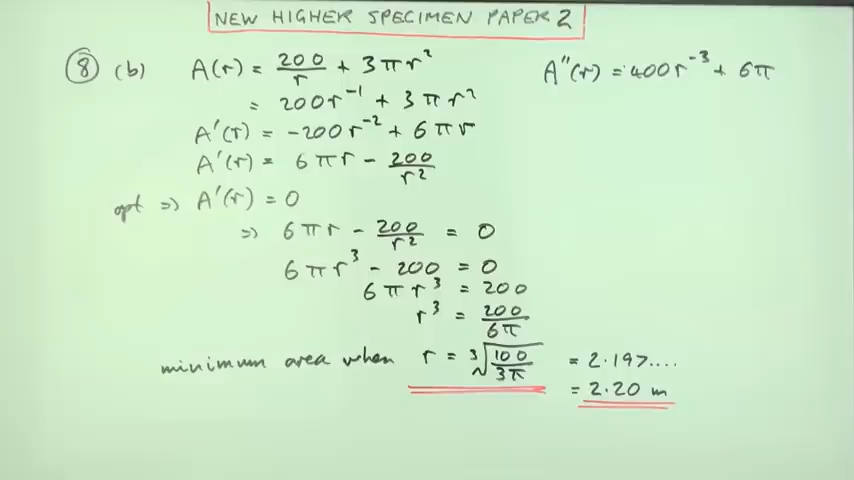 NEW HIGHER SPECIMEN PAPER 2
⑧ (b) A(r) = 200/r + 3πr²
= 200r⁻¹ + 3πr²
A'(r) = -200r⁻² + 6πr
A'(r) = 6πr - 200/r²
opt ⇒ A'(r) = 0
⇒ 6πr - 200/r² = 0
6πr³ - 200 = 0
6πr³ = 200
r³ = 200/6π
minimum area when r = ³√(100/3π) = 2.197....
= 2.20 m
A''(r) = 400r⁻³ + 6π